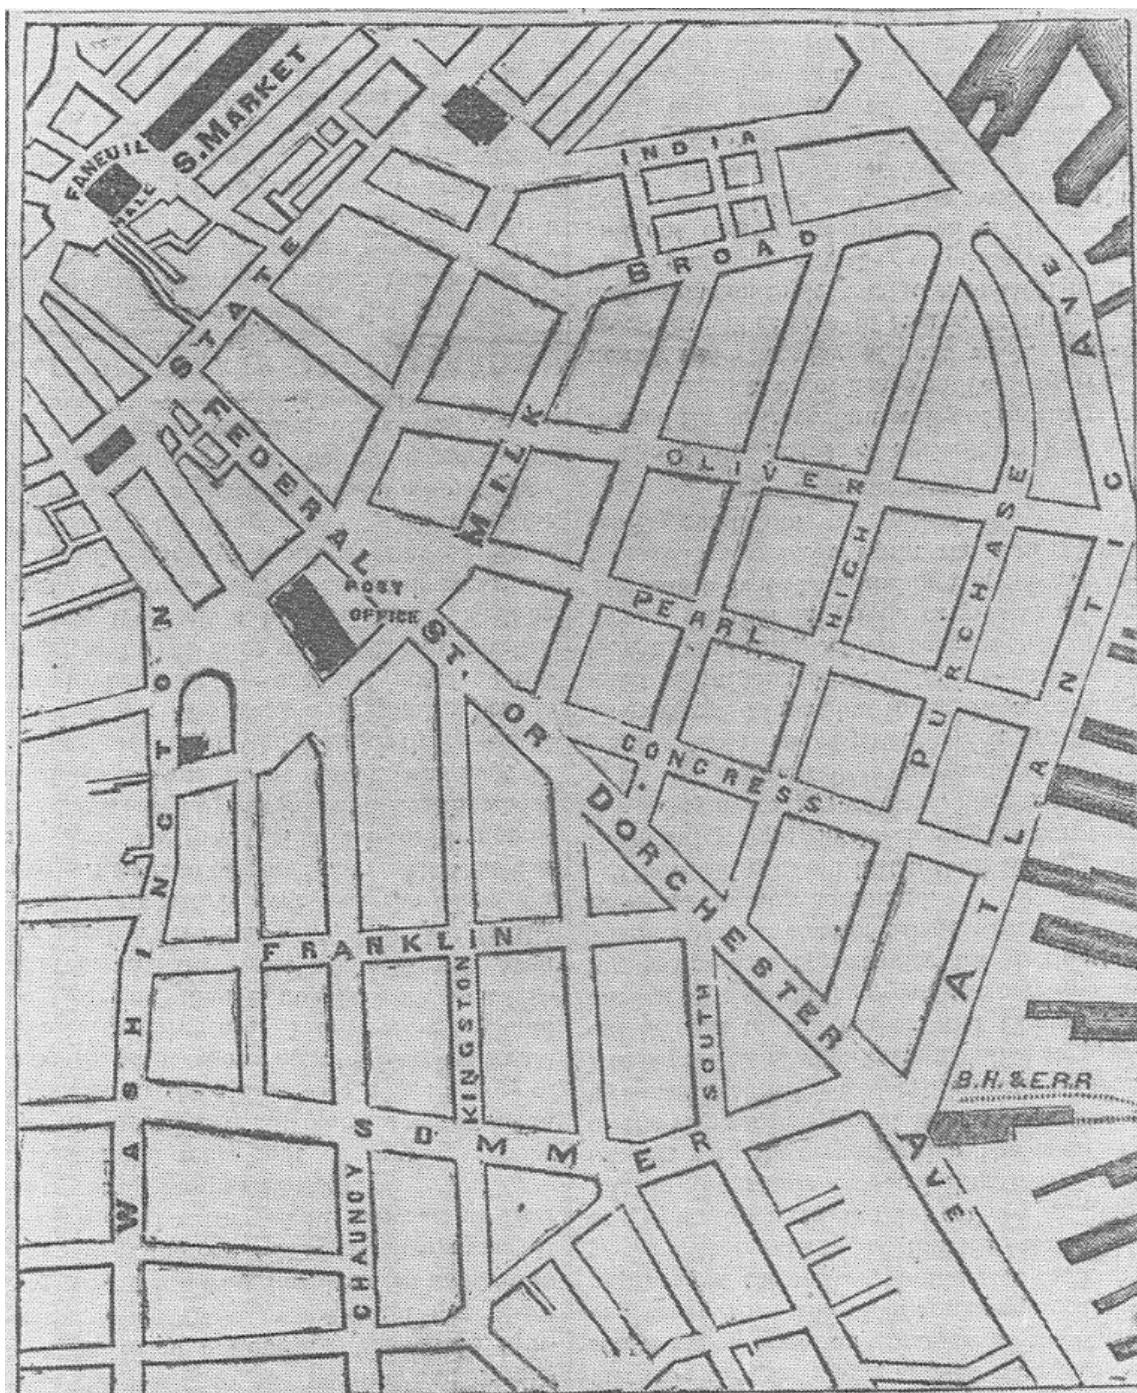 FANEUIL
HALL
S. MARKET
INDIA
BROAD
STATE
MILK
FEDERAL ST. OR DORCHESTER AVE
POST
OFFICE
OLIVER
HIGH
PURCHASE
PEARL
CONGRESS
ATLANTIC AVE
WASHINCTON
FRANKLIN
KINGSTON
SOUTH
B.H.&E.R.R
SUMMER
CHAUNCY